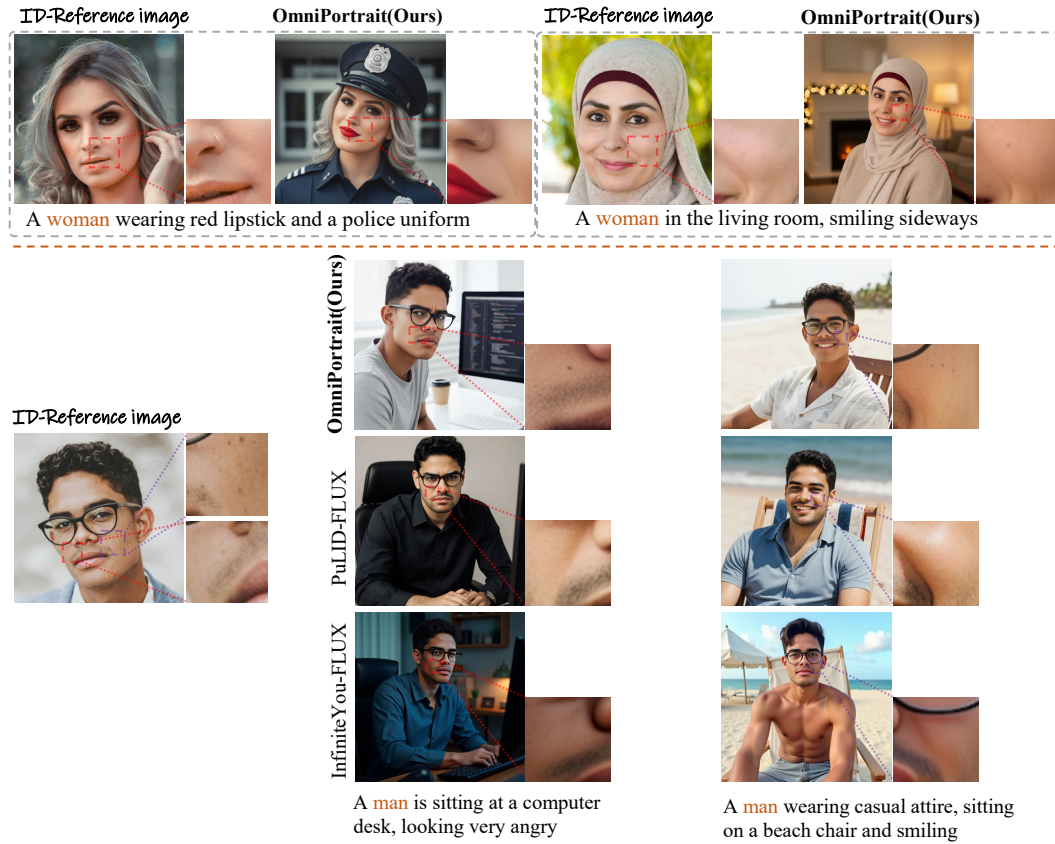 ID-Reference image
OmniPortrait(Ours)
ID-Reference image
OmniPortrait(Ours)
A woman wearing red lipstick and a police uniform
A woman in the living room, smiling sideways
OmniPortrait(Ours)
ID-Reference image
PuLID-FLUX
InfiniteYou-FLUX
A man is sitting at a computer
desk, looking very angry
A man wearing casual attire, sitting
on a beach chair and smiling